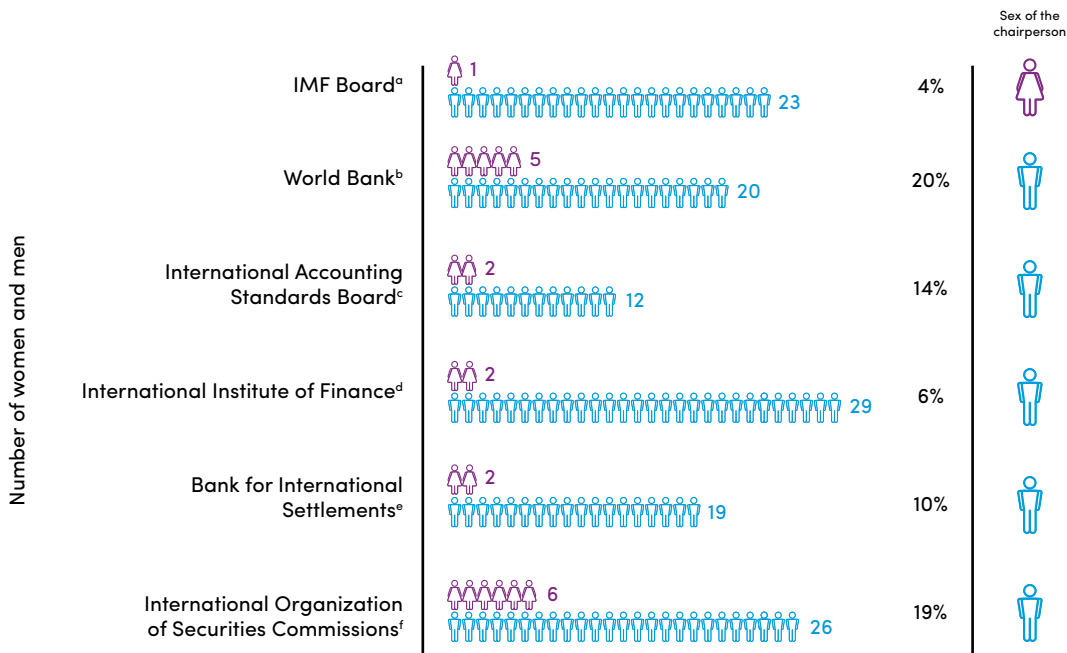 Sex of the
chairperson
Number of women and men
IMF Boardᵃ
1
23
4%
World Bankᵇ
5
20
20%
International Accounting
Standards Boardᶜ
2
12
14%
International Institute of Financeᵈ
2
29
6%
Bank for International
Settlementsᵉ
2
19
10%
International Organization
of Securities Commissionsᶠ
6
26
19%